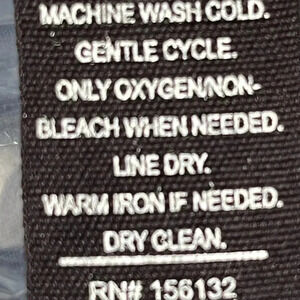 MACHINE WASH COLD.
GENTLE CYCLE.
ONLY OXYGEN/NON-
BLEACH WHEN NEEDED.
LINE DRY.
WARM IRON IF NEEDED.
DRY CLEAN.
RN# 156132